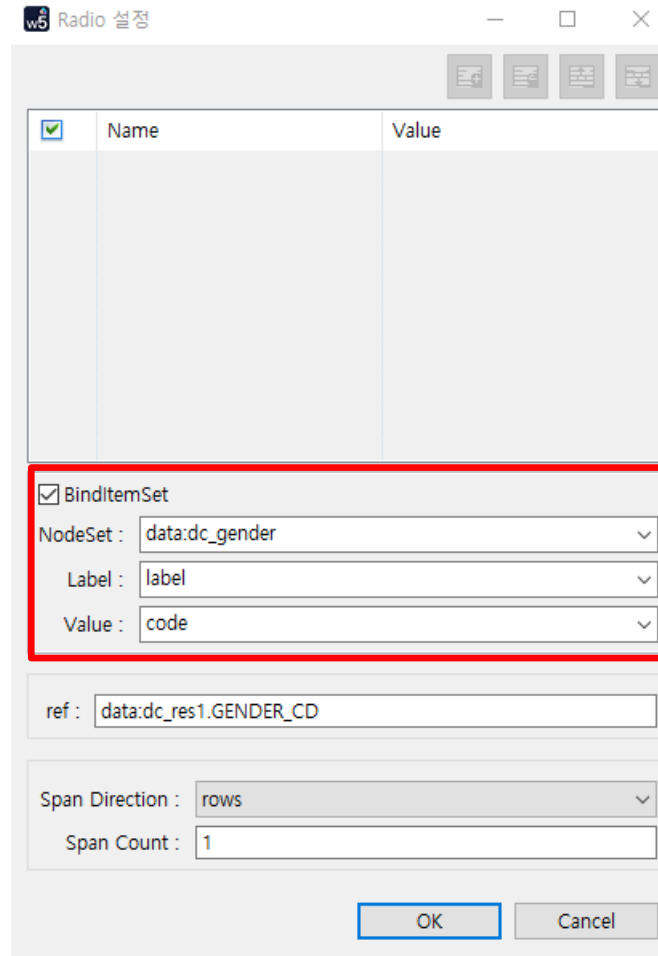 w5 Radio 설정
Name Value
BindItemSet
NodeSet : data:dc_gender
Label : label
Value : code
ref : data:dc_res1.GENDER_CD
Span Direction : rows
Span Count : 1
OK Cancel